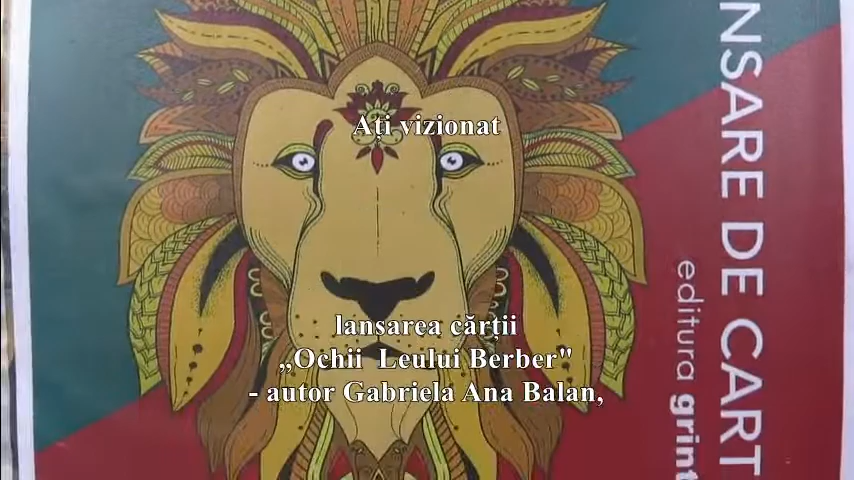 Ați vizionat
lansarea cărții
„Ochii Leului Berber"
- autor Gabriela Ana Balan,
NSARE DE CART
editura grint